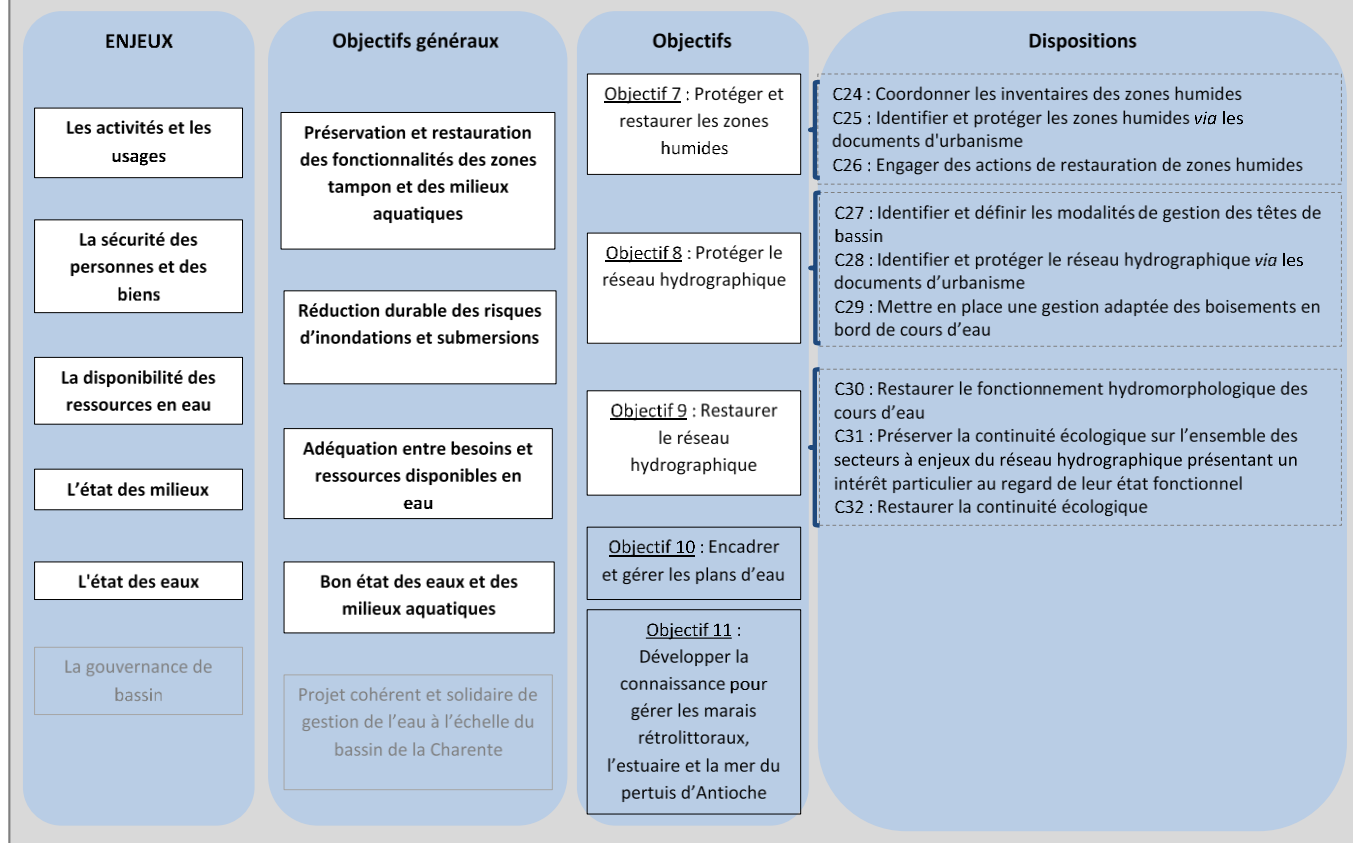 ENJEUX
Les activités et les
usages
La sécurité des
personnes et des
biens
La disponibilité des
ressources en eau
L’état des milieux
L'état des eaux
La gouvernance de
bassin
Objectifs généraux
Préservation et restauration
des fonctionnalités des zones
tampon et des milieux
aquatiques
Réduction durable des risques
d’inondations et submersions
Adéquation entre besoins et
ressources disponibles en
eau
Bon état des eaux et des
milieux aquatiques
Projet cohérent et solidaire de
gestion de l’eau à l’échelle du
bassin de la Charente
Objectifs
Objectif 7 : Protéger et
restaurer les zones
humides
Objectif 8 : Protéger le
réseau hydrographique
Objectif 9 : Restaurer
le réseau
hydrographique
Objectif 10 : Encadrer
et gérer les plans d’eau
Objectif 11 :
Développer la
connaissance pour
gérer les marais
rétrolittoraux,
l’estuaire et la mer du
pertuis d’Antioche
Dispositions
C24 : Coordonner les inventaires des zones humides
C25 : Identifier et protéger les zones humides via les
documents d'urbanisme
C26 : Engager des actions de restauration de zones humides
C27 : Identifier et définir les modalités de gestion des têtes de
bassin
C28 : Identifier et protéger le réseau hydrographique via les
documents d’urbanisme
C29 : Mettre en place une gestion adaptée des boisements en
bord de cours d’eau
C30 : Restaurer le fonctionnement hydromorphologique des
cours d’eau
C31 : Préserver la continuité écologique sur l’ensemble des
secteurs à enjeux du réseau hydrographique présentant un
intérêt particulier au regard de leur état fonctionnel
C32 : Restaurer la continuité écologique